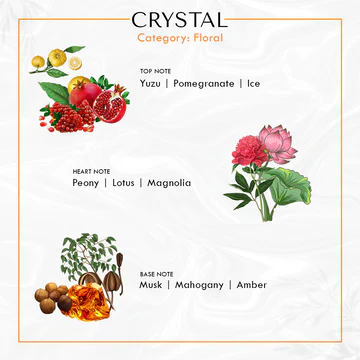 CRYSTAL
Category: Floral
TOP NOTE
Yuzu | Pomegranate | Ice
HEART NOTE
Peony | Lotus | Magnolia
BASE NOTE
Musk | Mahogany | Amber